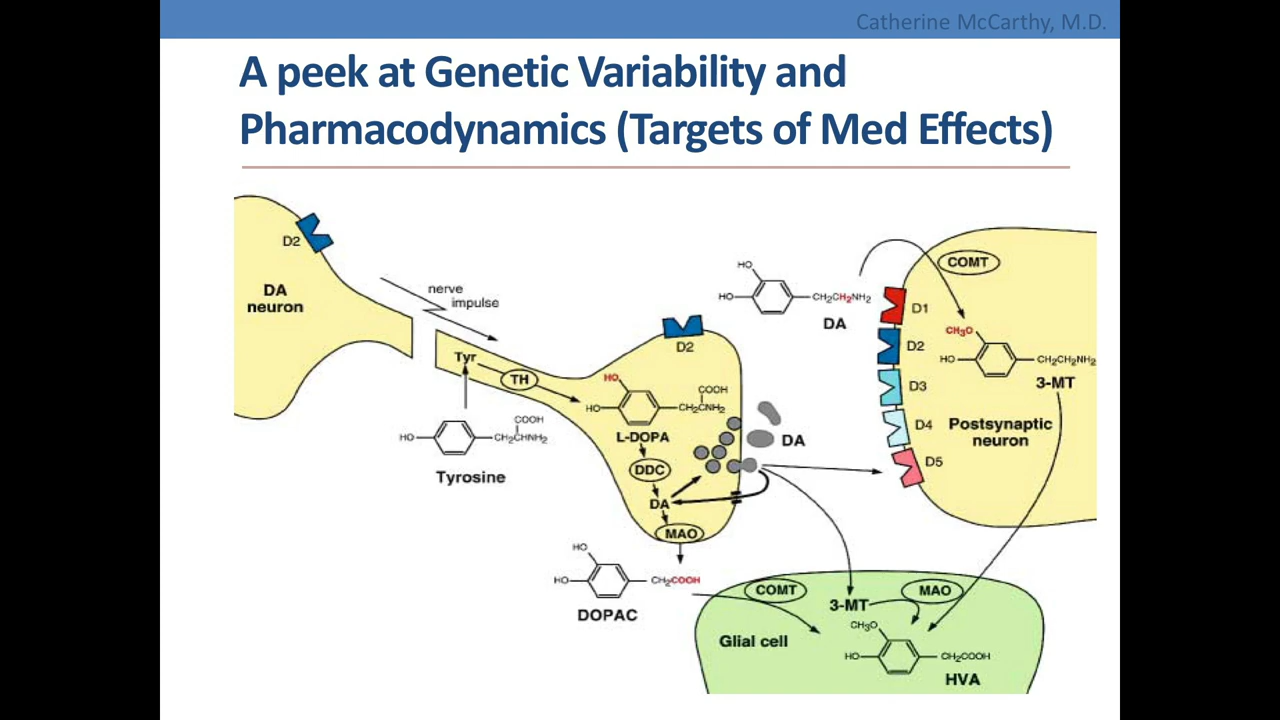 Catherine McCarthy, M.D.
A peek at Genetic Variability and
Pharmacodynamics (Targets of Med Effects)
D2
DA
neuron
nerve
impulse
Tyr
TH
HO
COOH
CH₂CHNH₂
Tyrosine
D2
HO
HO
COOH
CH₂CNH₂
L-DOPA
DDC
DA
MAO
DA
HO
HO
CH₂CH₂NH₂
DA
COMT
D1
D2
D3
D4
D5
CH₃O
HO
CH₂CH₂NH₂
3-MT
Postsynaptic
neuron
HO
HO
CH₂COOH
DOPAC
COMT
3-MT
MAO
Glial cell
CH₃O
HO
CH₂COOH
HVA